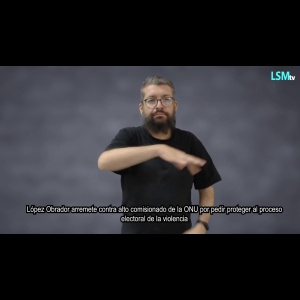 LSMtv
López Obrador arremete contra alto comisionado de la ONU por pedir proteger al proceso
electoral de la violencia